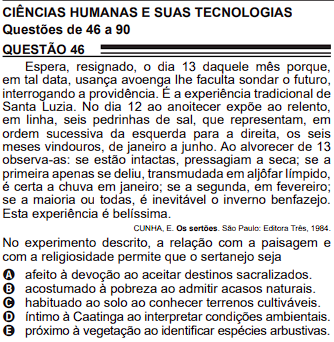 CIÊNCIAS HUMANAS E SUAS TECNOLOGIAS
Questões de 46 a 90
QUESTÃO 46
Espera, resignado, o dia 13 daquele mês porque,
em tal data, usança avoenga lhe faculta sondar o futuro,
interrogando a providência. É a experiência tradicional de
Santa Luzia. No dia 12 ao anoitecer expõe ao relento,
em linha, seis pedrinhas de sal, que representam, em
ordem sucessiva da esquerda para a direita, os seis
meses vindouros, de janeiro a junho. Ao alvorecer de 13
observa-as: se estão intactas, pressagiam a seca; se a
primeira apenas se deliu, transmudada em aljôfar límpido,
é certa a chuva em janeiro; se a segunda, em fevereiro;
se a maioria ou todas, é inevitável o inverno benfazejo.
Esta experiência é belíssima.
CUNHA, E. Os sertões. São Paulo: Editora Três, 1984.
No experimento descrito, a relação com a paisagem e
com a religiosidade permite que o sertanejo seja
A afeito à devoção ao aceitar destinos sacralizados.
B acostumado à pobreza ao admitir acasos naturais.
C habituado ao solo ao conhecer terrenos cultiváveis.
D íntimo à Caatinga ao interpretar condições ambientais.
E próximo à vegetação ao identificar espécies arbustivas.